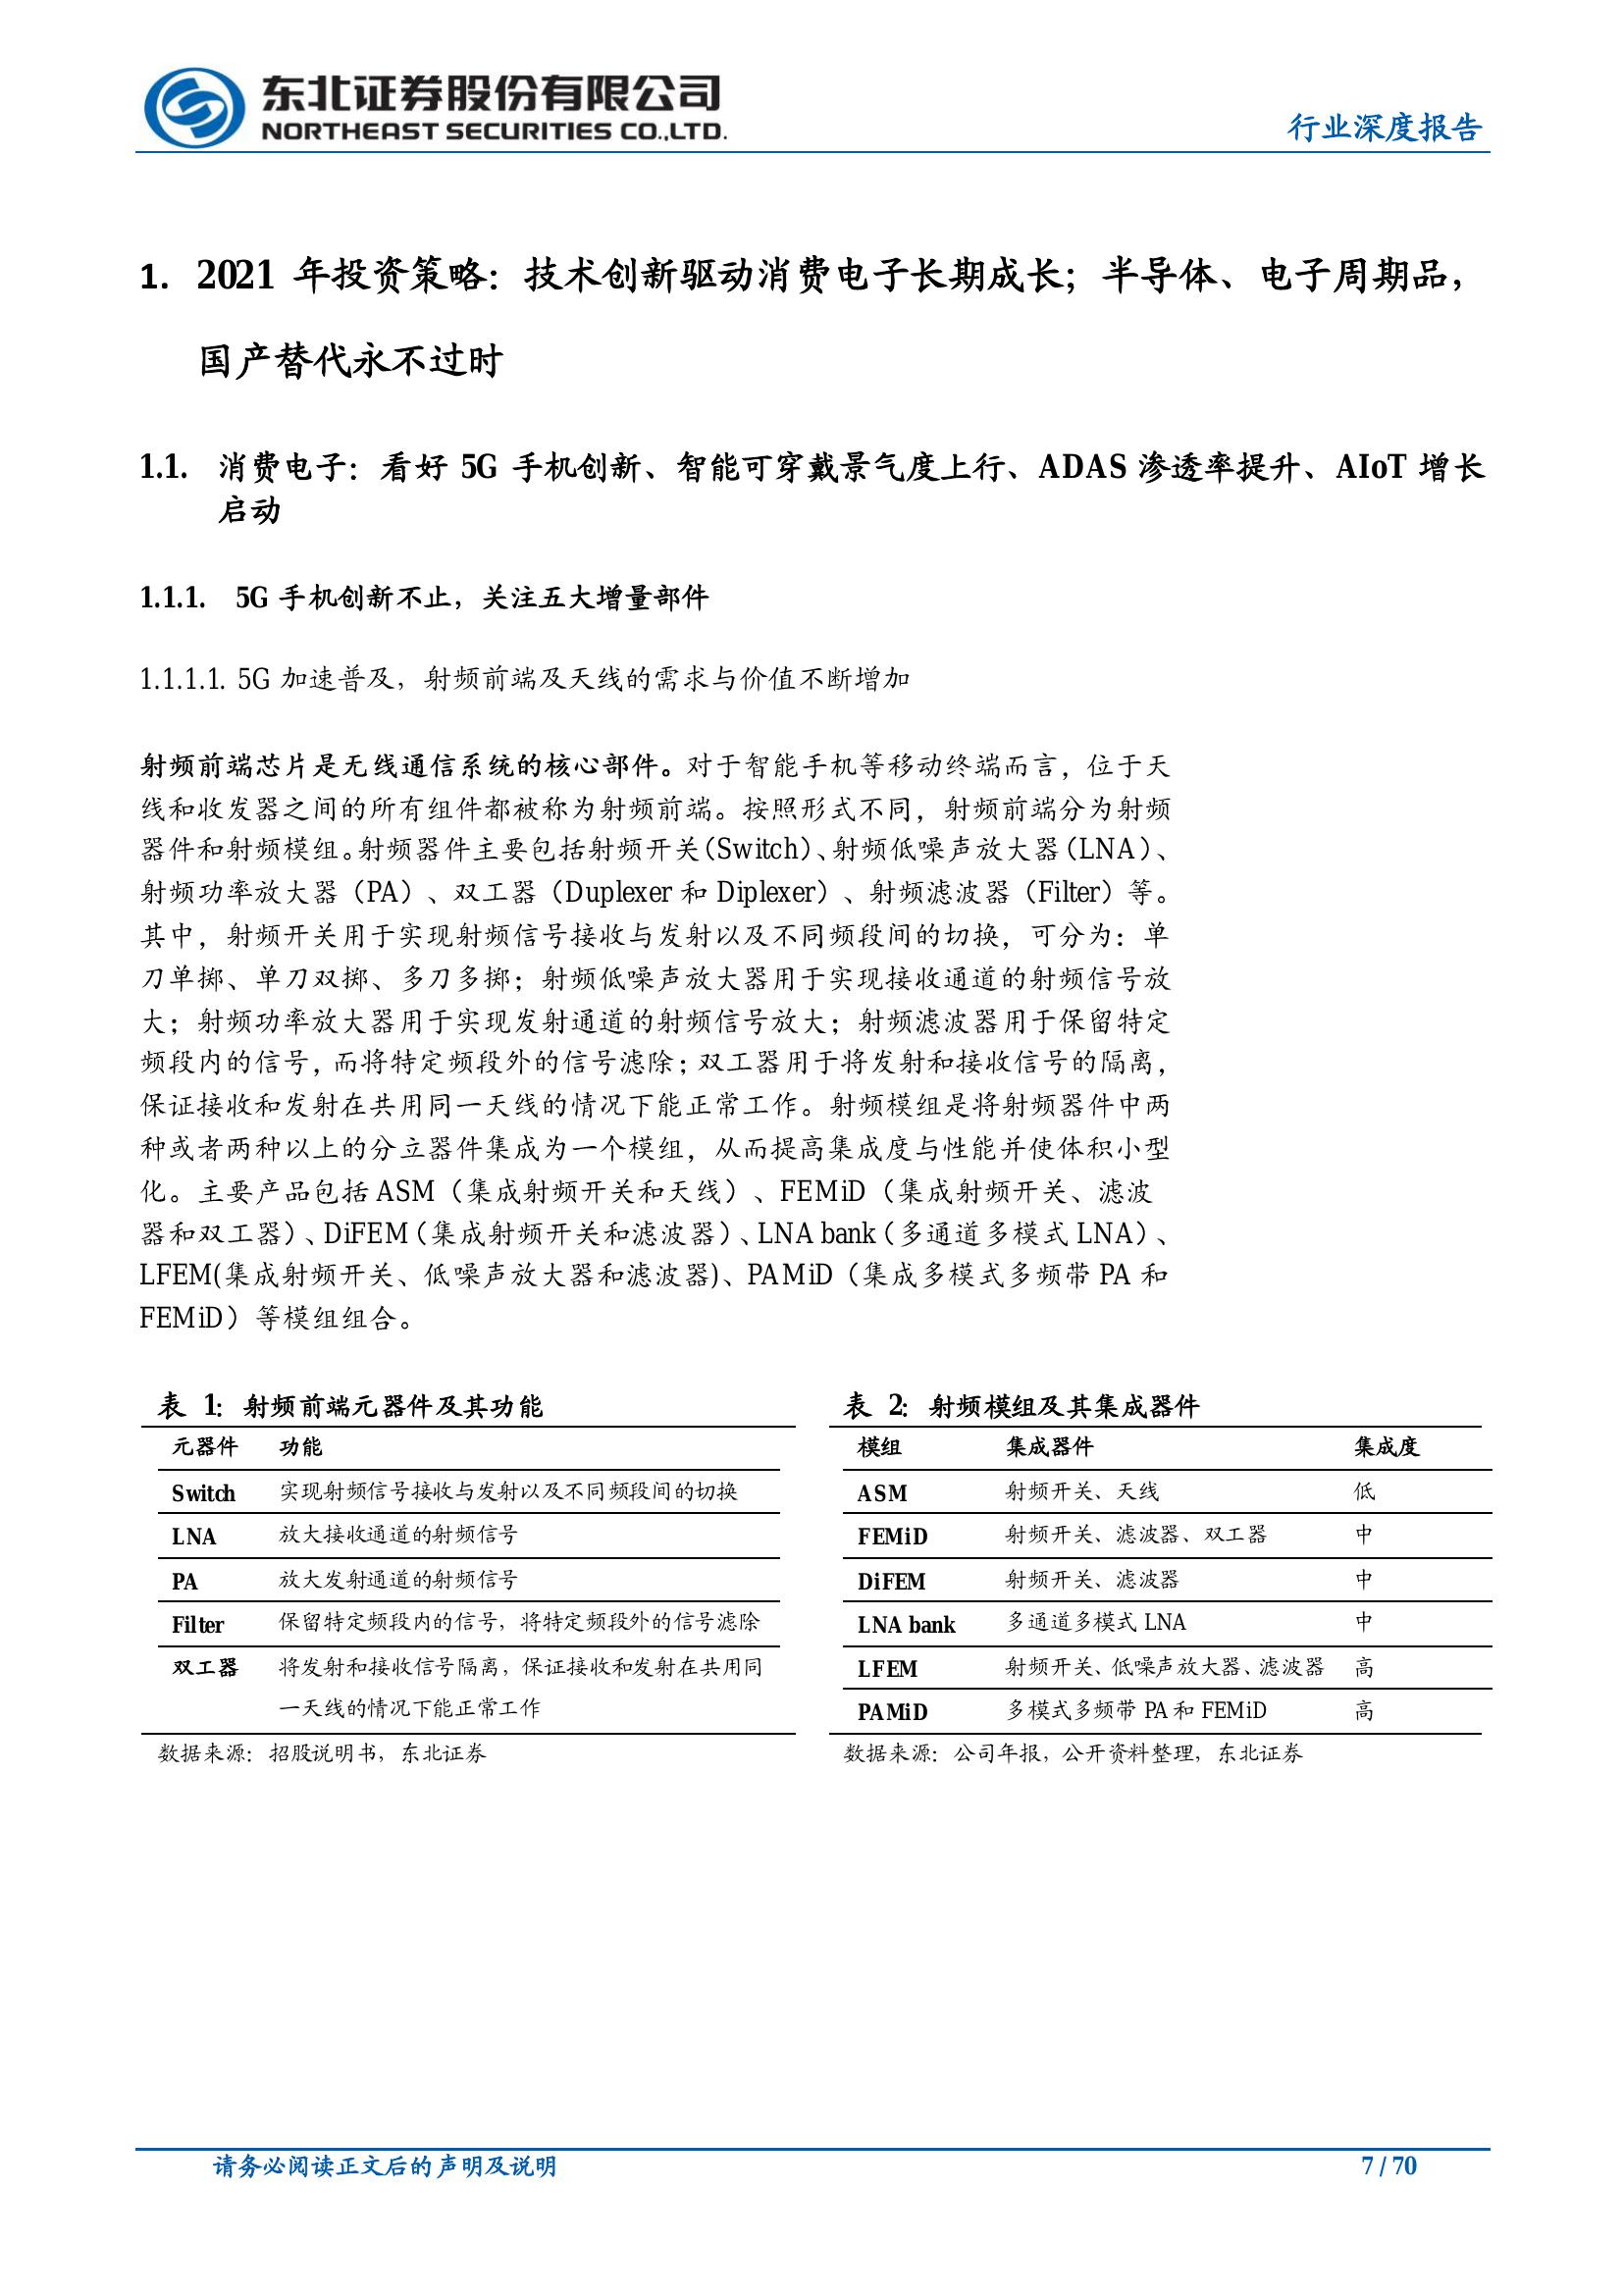 东北证券股份有限公司
NORTHEAST SECURITIES CO.,LTD.
行业深度报告
1. 2021 年投资策略：技术创新驱动消费电子长期成长；半导体、电子周期品，
国产替代永不过时
1.1. 消费电子：看好 5G 手机创新、智能可穿戴景气度上行、ADAS 渗透率提升、AIoT 增长
启动
1.1.1. 5G 手机创新不止，关注五大增量部件
1.1.1.1. 5G 加速普及，射频前端及天线的需求与价值不断增加
射频前端芯片是无线通信系统的核心部件。对于智能手机等移动终端而言，位于天
线和收发器之间的所有组件都被称为射频前端。按照形式不同，射频前端分为射频
器件和射频模组。射频器件主要包括射频开关（Switch）、射频低噪声放大器（LNA）、
射频功率放大器（PA）、双工器（Duplexer 和 Diplexer）、射频滤波器（Filter）等。
其中，射频开关用于实现射频信号接收与发射以及不同频段间的切换，可分为：单
刀单掷、单刀双掷、多刀多掷；射频低噪声放大器用于实现接收通道的射频信号放
大；射频功率放大器用于实现发射通道的射频信号放大；射频滤波器用于保留特定
频段内的信号，而将特定频段外的信号滤除；双工器用于将发射和接收信号的隔离，
保证接收和发射在共用同一天线的情况下能正常工作。射频模组是将射频器件中两
种或者两种以上的分立器件集成为一个模组，从而提高集成度与性能并使体积小型
化。主要产品包括 ASM（集成射频开关和天线）、FEMiD（集成射频开关、滤波
器和双工器）、DiFEM（集成射频开关和滤波器）、LNA bank（多通道多模式 LNA）、
LFEM(集成射频开关、低噪声放大器和滤波器)、PAMiD（集成多模式多频带 PA 和
FEMiD）等模组组合。
表 1：射频前端元器件及其功能
元器件 功能
Switch 实现射频信号接收与发射以及不同频段间的切换
LNA 放大接收通道的射频信号
PA 放大发射通道的射频信号
Filter 保留特定频段内的信号，将特定频段外的信号滤除
双工器 将发射和接收信号隔离，保证接收和发射在共用同
一天线的情况下能正常工作
数据来源：招股说明书，东北证券
表 2：射频模组及其集成器件
模组 集成器件 集成度
ASM 射频开关、天线 低
FEMiD 射频开关、滤波器、双工器 中
DiFEM 射频开关、滤波器 中
LNA bank 多通道多模式 LNA 中
LFEM 射频开关、低噪声放大器、滤波器 高
PAMiD 多模式多频带 PA 和 FEMiD 高
数据来源：公司年报，公开资料整理，东北证券
请务必阅读正文后的声明及说明
7 / 70